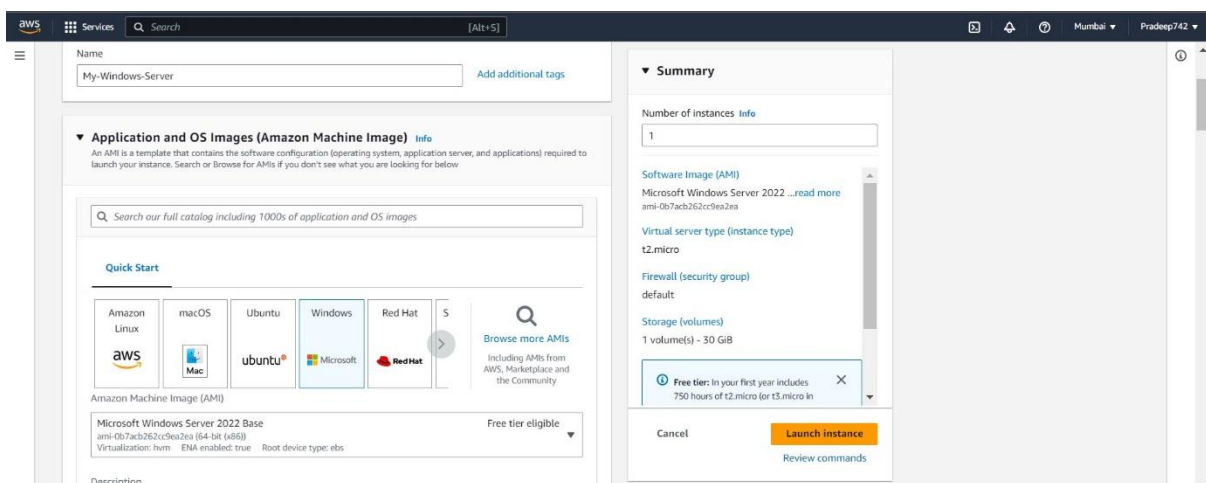 aws
Services
Search
[Alt+S]
Mumbai
Pradeep742
Name
My-Windows-Server
Add additional tags
Application and OS Images (Amazon Machine Image) Info
An AMI is a template that contains the software configuration (operating system, application server, and applications) required to
launch your instance. Search or Browse for AMIs if you don't see what you are looking for below
Search our full catalog including 1000s of application and OS images
Quick Start
Amazon
Linux
aws
macOS
Mac
Ubuntu
ubuntu®
Windows
Microsoft
Red Hat
Red Hat
S
Browse more AMIs
Including AMIs from
AWS, Marketplace and
the Community
Amazon Machine Image (AMI)
Microsoft Windows Server 2022 Base
Free tier eligible
ami-0b7acb262cc9ea2ea (64-bit (x86))
Virtualization: hvm ENA enabled: true Root device type: ebs
Description
Summary
Number of instances Info
1
Software Image (AMI)
Microsoft Windows Server 2022 ...read more
ami-0b7acb262cc9ea2ea
Virtual server type (instance type)
t2.micro
Firewall (security group)
default
Storage (volumes)
1 volume(s) - 30 GiB
Free tier: In your first year includes
750 hours of t2.micro (or t3.micro in
Cancel
Launch instance
Review commands